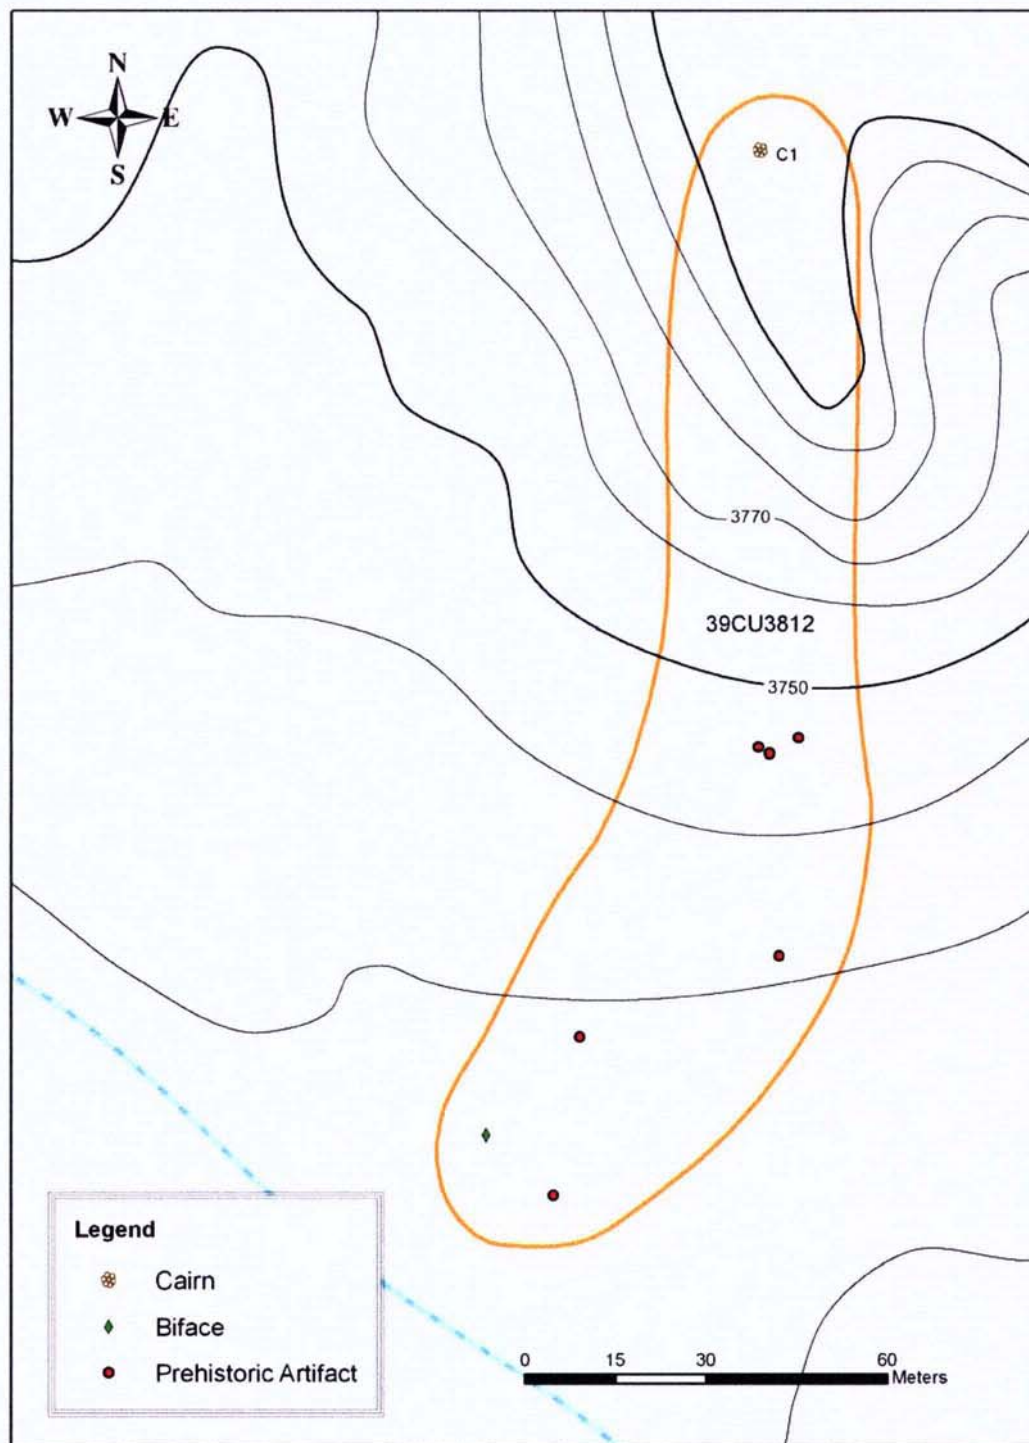 N
W E
S
C1
3770
39CU3812
3750
Legend
Cairn
Biface
Prehistoric Artifact
0 15 30 60
Meters